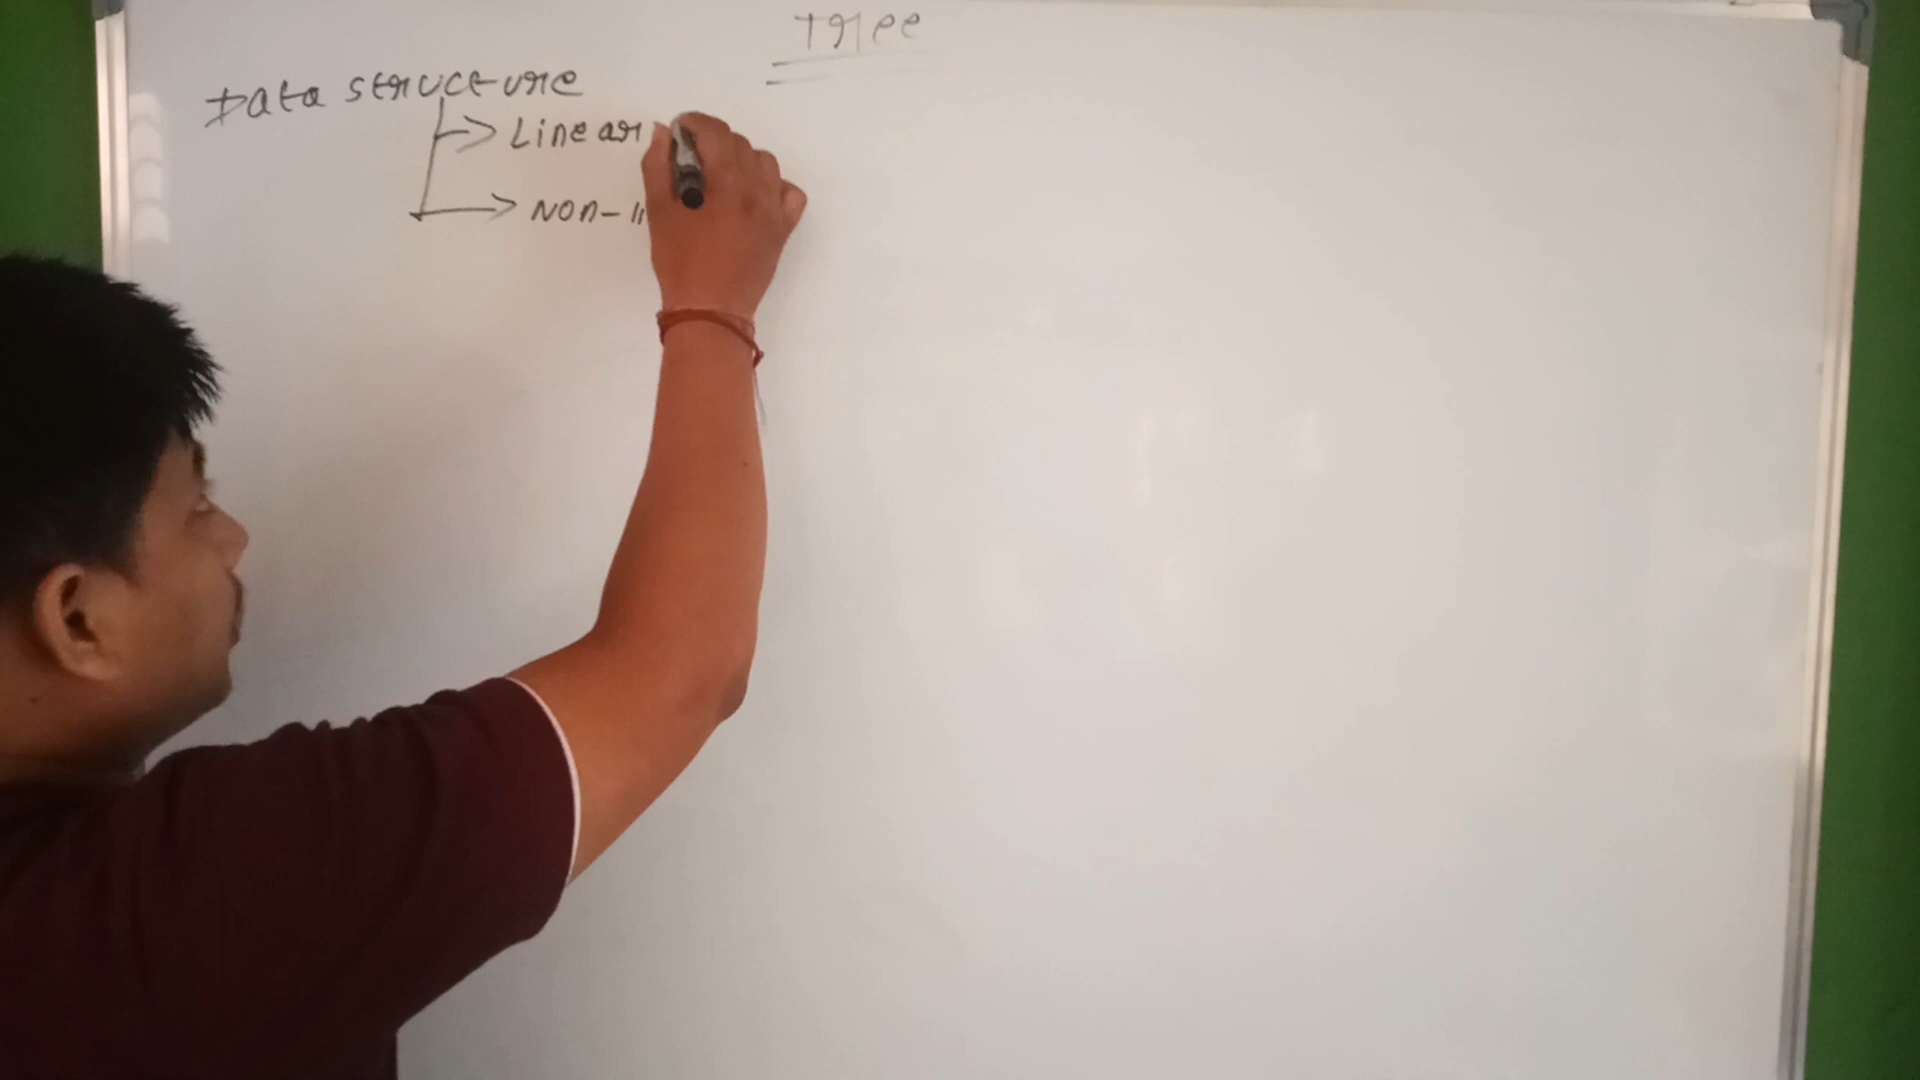 Tree
Data structure
Linear
Non-li